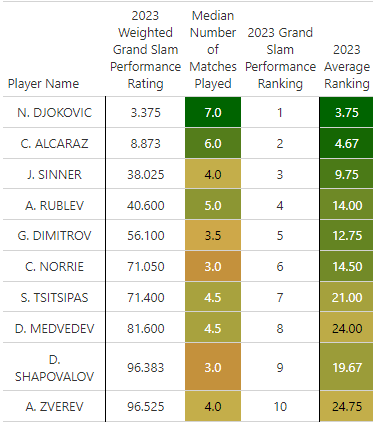 2023 Weighted Grand Slam Performance Rating
Median Number of Matches Played
2023 Grand Slam Performance Ranking
2023 Average Ranking
Player Name
N. DJOKOVIC 3.375 7.0 1 3.75
C. ALCARAZ 8.873 6.0 2 4.67
J. SINNER 38.025 4.0 3 9.75
A. RUBLEV 40.600 5.0 4 14.00
G. DIMITROV 56.100 3.5 5 12.75
C. NORRIE 71.050 3.0 6 14.50
S. TSITSIPAS 71.400 4.5 7 21.00
D. MEDVEDEV 81.600 4.5 8 24.00
D. SHAPOVALOV 96.383 3.0 9 19.67
A. ZVEREV 96.525 4.0 10 24.75